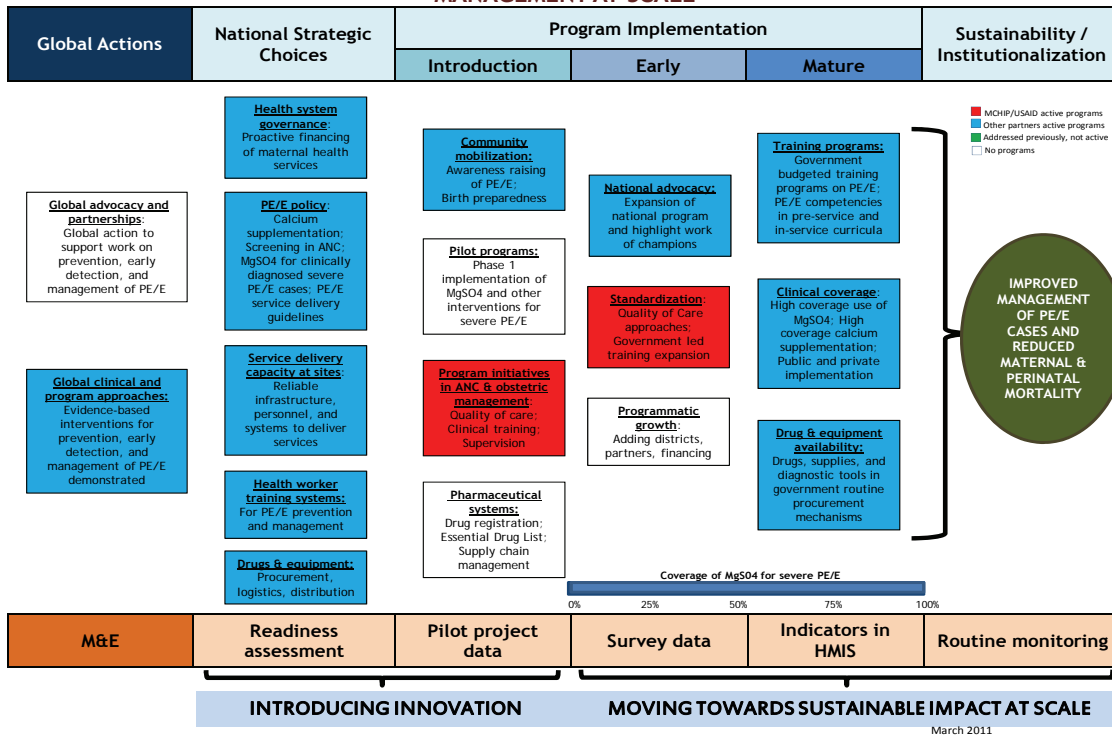 MANAGEMENT AT SCALE
Global Actions
National Strategic
Choices
Program Implementation
Introduction
Early
Mature
Sustainability /
Institutionalization
Global advocacy and
partnerships:
Global action to
support work on
prevention, early
detection, and
management of PE/E
Global clinical and
program approaches:
Evidence-based
interventions for
prevention, early
detection, and
management of PE/E
demonstrated
Health system
governance:
Proactive financing
of maternal health
services
PE/E policy:
Calcium
supplementation;
Screening in ANC;
MgSO4 for clinically
diagnosed severe
PE/E cases; PE/E
service delivery
guidelines
Service delivery
capacity at sites:
Reliable
infrastructure,
personnel, and
systems to deliver
services
Health worker
training systems:
For PE/E prevention
and management
Drugs & equipment:
Procurement,
logistics, distribution
Community
mobilization:
Awareness raising
of PE/E;
Birth preparedness
Pilot programs:
Phase 1
implementation of
MgSO4 and other
interventions for
severe PE/E
Program initiatives
in ANC & obstetric
management:
Quality of care;
Clinical training;
Supervision
Pharmaceutical
systems:
Drug registration;
Essential Drug List;
Supply chain
management
National advocacy:
Expansion of
national program
and highlight work
of champions
Standardization:
Quality of Care
approaches;
Government led
training expansion
Programmatic
growth:
Adding districts,
partners, financing
Training programs:
Government
budgeted training
programs on PE/E;
PE/E competencies
in pre-service and
in-service curricula
Clinical coverage:
High coverage use of
MgSO4; High
coverage calcium
supplementation;
Public and private
implementation
Drug & equipment
availability:
Drugs, supplies, and
diagnostic tools in
government routine
procurement
mechanisms
MCHIP/USAID active programs
Other partners active programs
Addressed previously, not active
No programs
IMPROVED
MANAGEMENT
OF PE/E
CASES AND
REDUCED
MATERNAL &
PERINATAL
MORTALITY
Coverage of MgS04 for severe PE/E
0% 25% 50% 75% 100%
M&E
Readiness
assessment
Pilot project
data
Survey data
Indicators in
HMIS
Routine monitoring
INTRODUCING INNOVATION
MOVING TOWARDS SUSTAINABLE IMPACT AT SCALE
March 2011